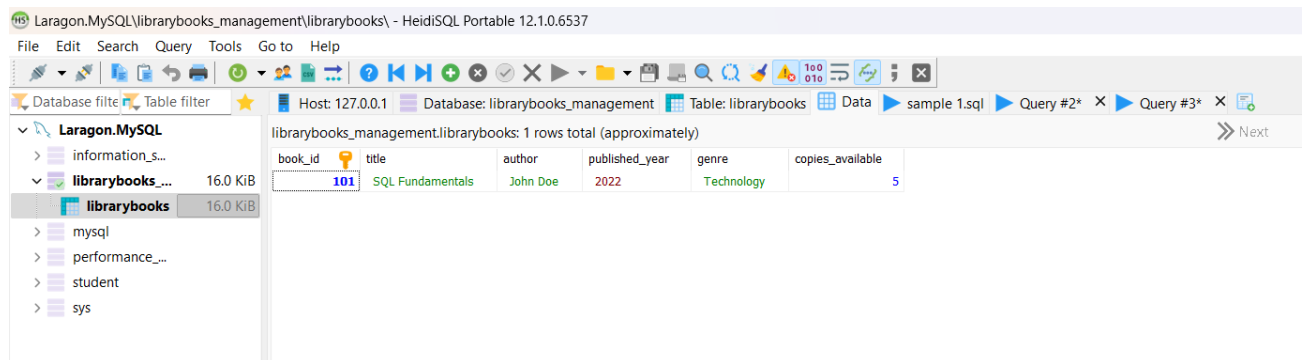 Laragon.MySQL\librarybooks_management\librarybooks\ - HeidiSQL Portable 12.1.0.6537
File Edit Search Query Tools Go to Help
Database filte Table filter Host: 127.0.0.1 Database: librarybooks_management Table: librarybooks Data sample 1.sql Query #2* X Query #3* X
Laragon.MySQL
information_s...
librarybooks_... 16.0 KiB
librarybooks 16.0 KiB
mysql
performance_...
student
sys
librarybooks_management.librarybooks: 1 rows total (approximately) Next
book_id title author published_year genre copies_available
101 SQL Fundamentals John Doe 2022 Technology 5